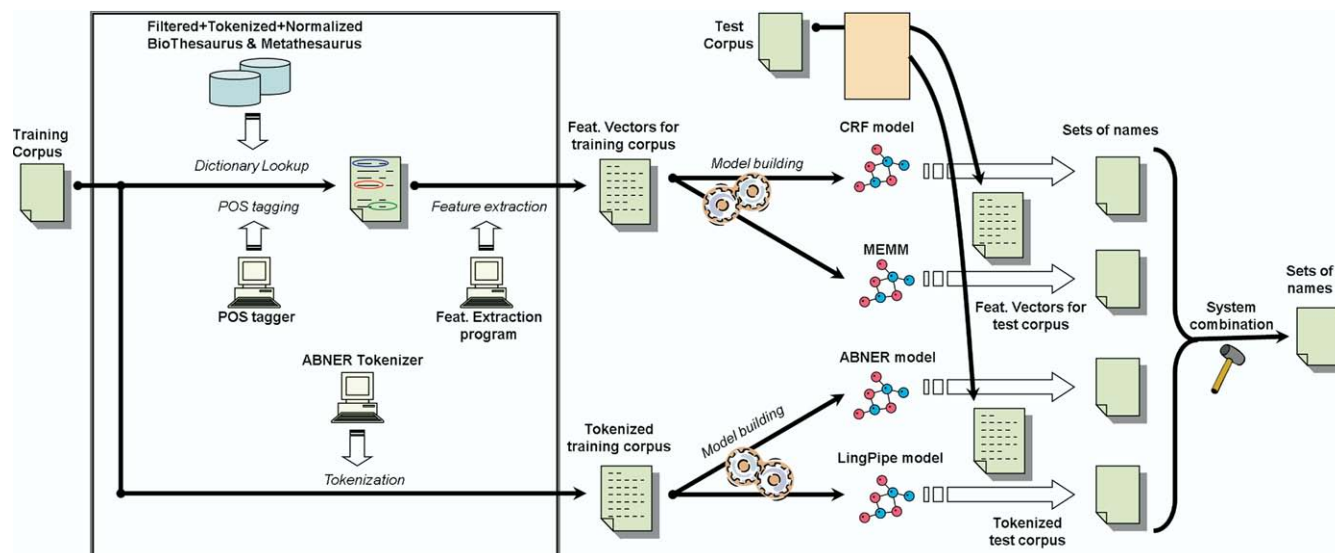 Filtered+Tokenized+Normalized
BioThesaurus & Metathesaurus
Test
Corpus
Training
Corpus
Dictionary Lookup
POS tagging
POS tagger
Feature extraction
Feat. Extraction
program
ABNER Tokenizer
Tokenization
Feat. Vectors for
training corpus
Model building
CRF model
MEMM
Sets of names
Feat. Vectors for
test corpus
Tokenized
training corpus
Model building
ABNER model
LingPipe model
Tokenized
test corpus
System
combination
Sets of
names